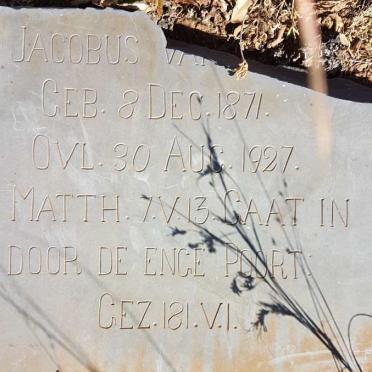 JACOBUS VAN
GEB. 8 DEC. 1871.
OVL. 30 AUG. 1927.
MATTH. 7.V.13. GAAT IN
DOOR DE ENGE POORT:
GEZ. 181.V.1.